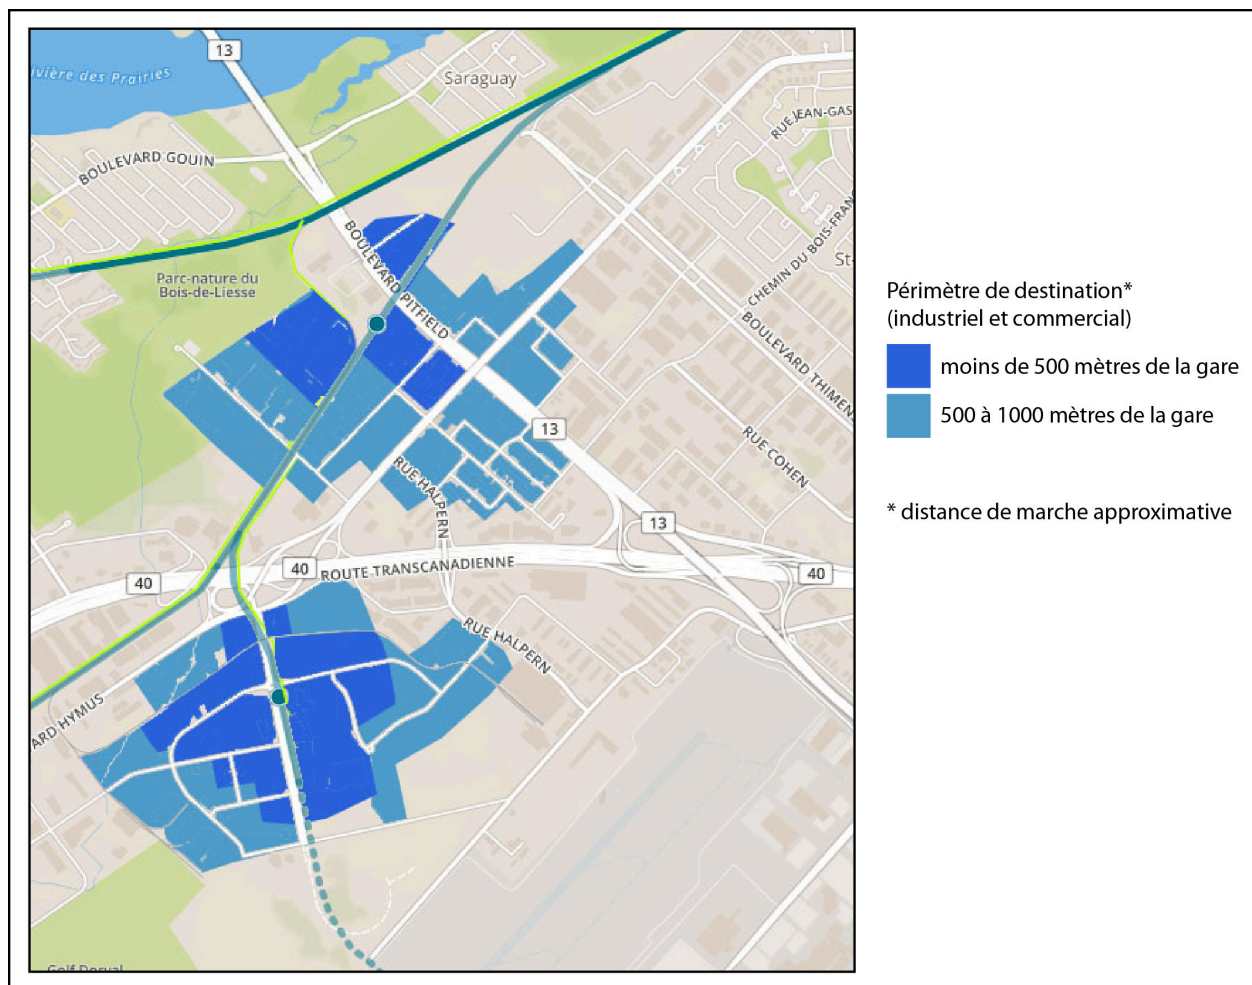 13
ivière des Prairies
Saraguay
RUE JEAN-GAS
BOULEVARD GOUIN
BOULEVARD PITFIELD
CHEMIN DU BOIS-FRAN
St-
Parc-nature du
Bois-de-Liesse
BOULEVARD THIMENS
13
RUE COHEN
RUE HALPERN
13
40
40
ROUTE TRANSCANADIENNE
40
RUE HALPERN
ARD HYMUS
Golf Dorval
Périmètre de destination*
(industriel et commercial)
moins de 500 mètres de la gare
500 à 1000 mètres de la gare
* distance de marche approximative